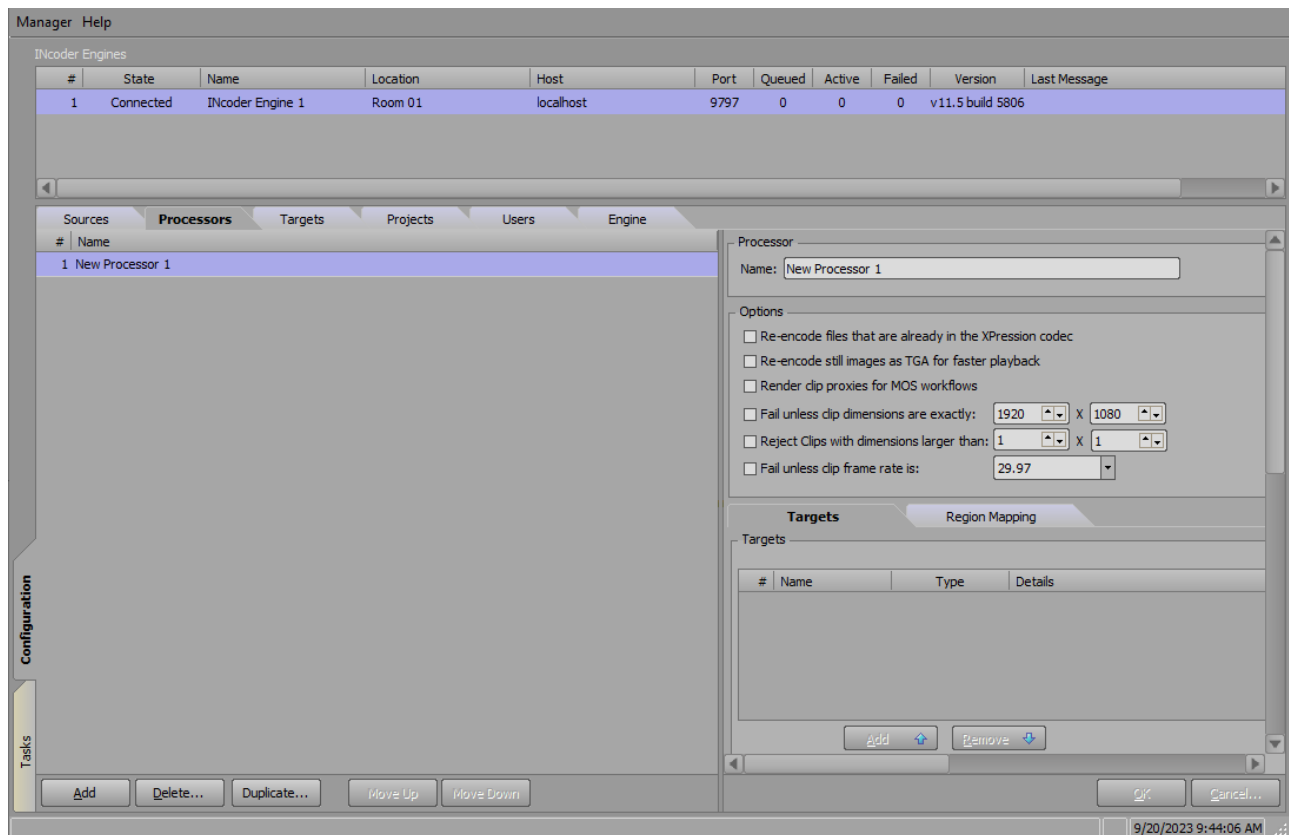 Manager Help
INcoder Engines
# State Name Location Host Port Queued Active Failed Version Last Message
1 Connected INcoder Engine 1 Room 01 localhost 9797 0 0 0 v11.5 build 5806
Sources Processors Targets Projects Users Engine
# Name
1 New Processor 1
Processor
Name: New Processor 1
Options
Re-encode files that are already in the XPression codec
Re-encode still images as TGA for faster playback
Render clip proxies for MOS workflows
Fail unless clip dimensions are exactly: 1920 X 1080
Reject Clips with dimensions larger than: 1 X 1
Fail unless clip frame rate is: 29.97
Targets Region Mapping
Targets
# Name Type Details
Add Remove
Configuration
Tasks
Add Delete... Duplicate... Move Up Move Down OK Cancel...
9/20/2023 9:44:06 AM